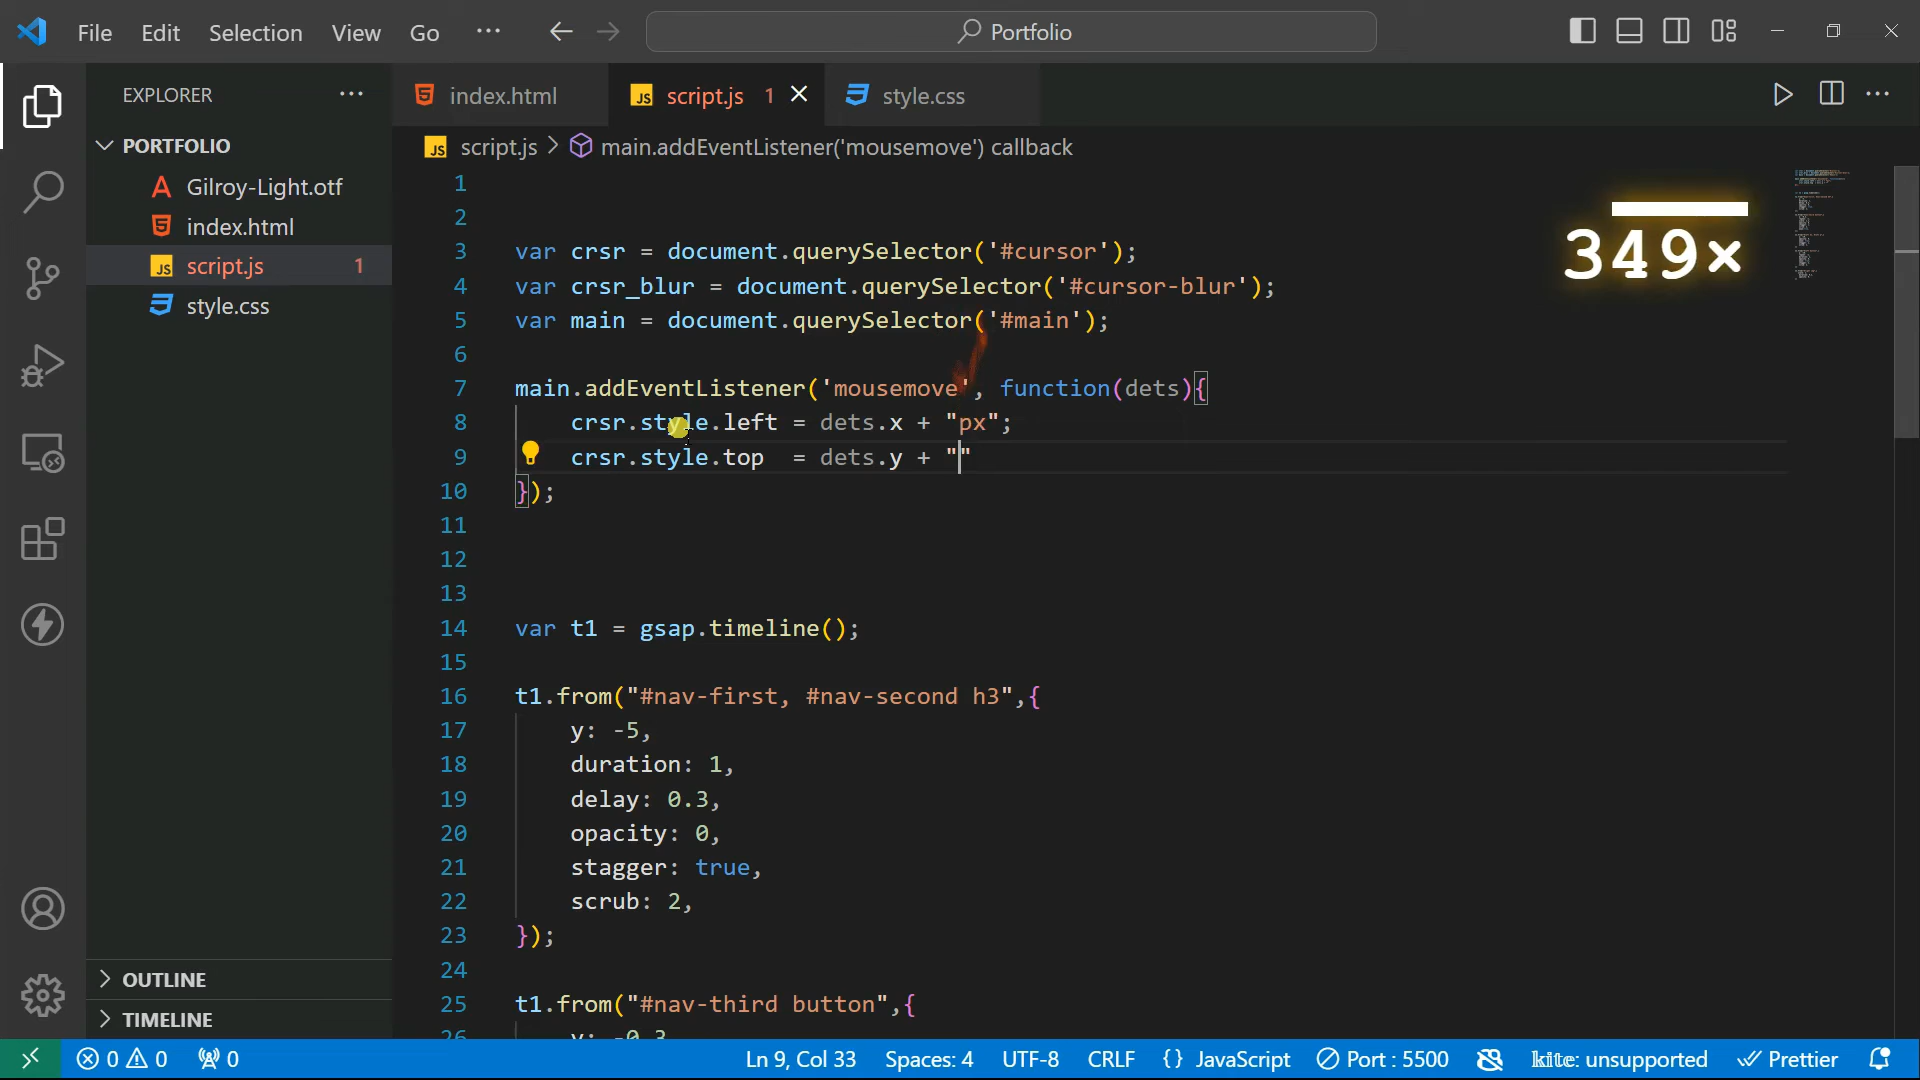 File Edit Selection View Go ··· Portfolio
EXPLORER ···
index.html
script.js 1
style.css
PORTFOLIO
script.js > main.addEventListener('mousemove') callback
Gilroy-Light.otf
index.html
script.js 1
style.css
349×
1
2
3 var crsr = document.querySelector('#cursor');
4 var crsr_blur = document.querySelector('#cursor-blur');
5 var main = document.querySelector('#main');
6
7 main.addEventListener('mousemove', function(dets){
8 crsr.style.left = dets.x + "px";
9 crsr.style.top = dets.y + ""
10 });
11
12
13
14 var t1 = gsap.timeline();
15
16 t1.from("#nav-first, #nav-second h3",{
17 y: -5,
18 duration: 1,
19 delay: 0.3,
20 opacity: 0,
21 stagger: true,
22 scrub: 2,
23 });
24
25 t1.from("#nav-third button",{
26 y: -0.3
OUTLINE
TIMELINE
0 0 0 Ln 9, Col 33 Spaces: 4 UTF-8 CRLF {} JavaScript Port : 5500 kite: unsupported Prettier